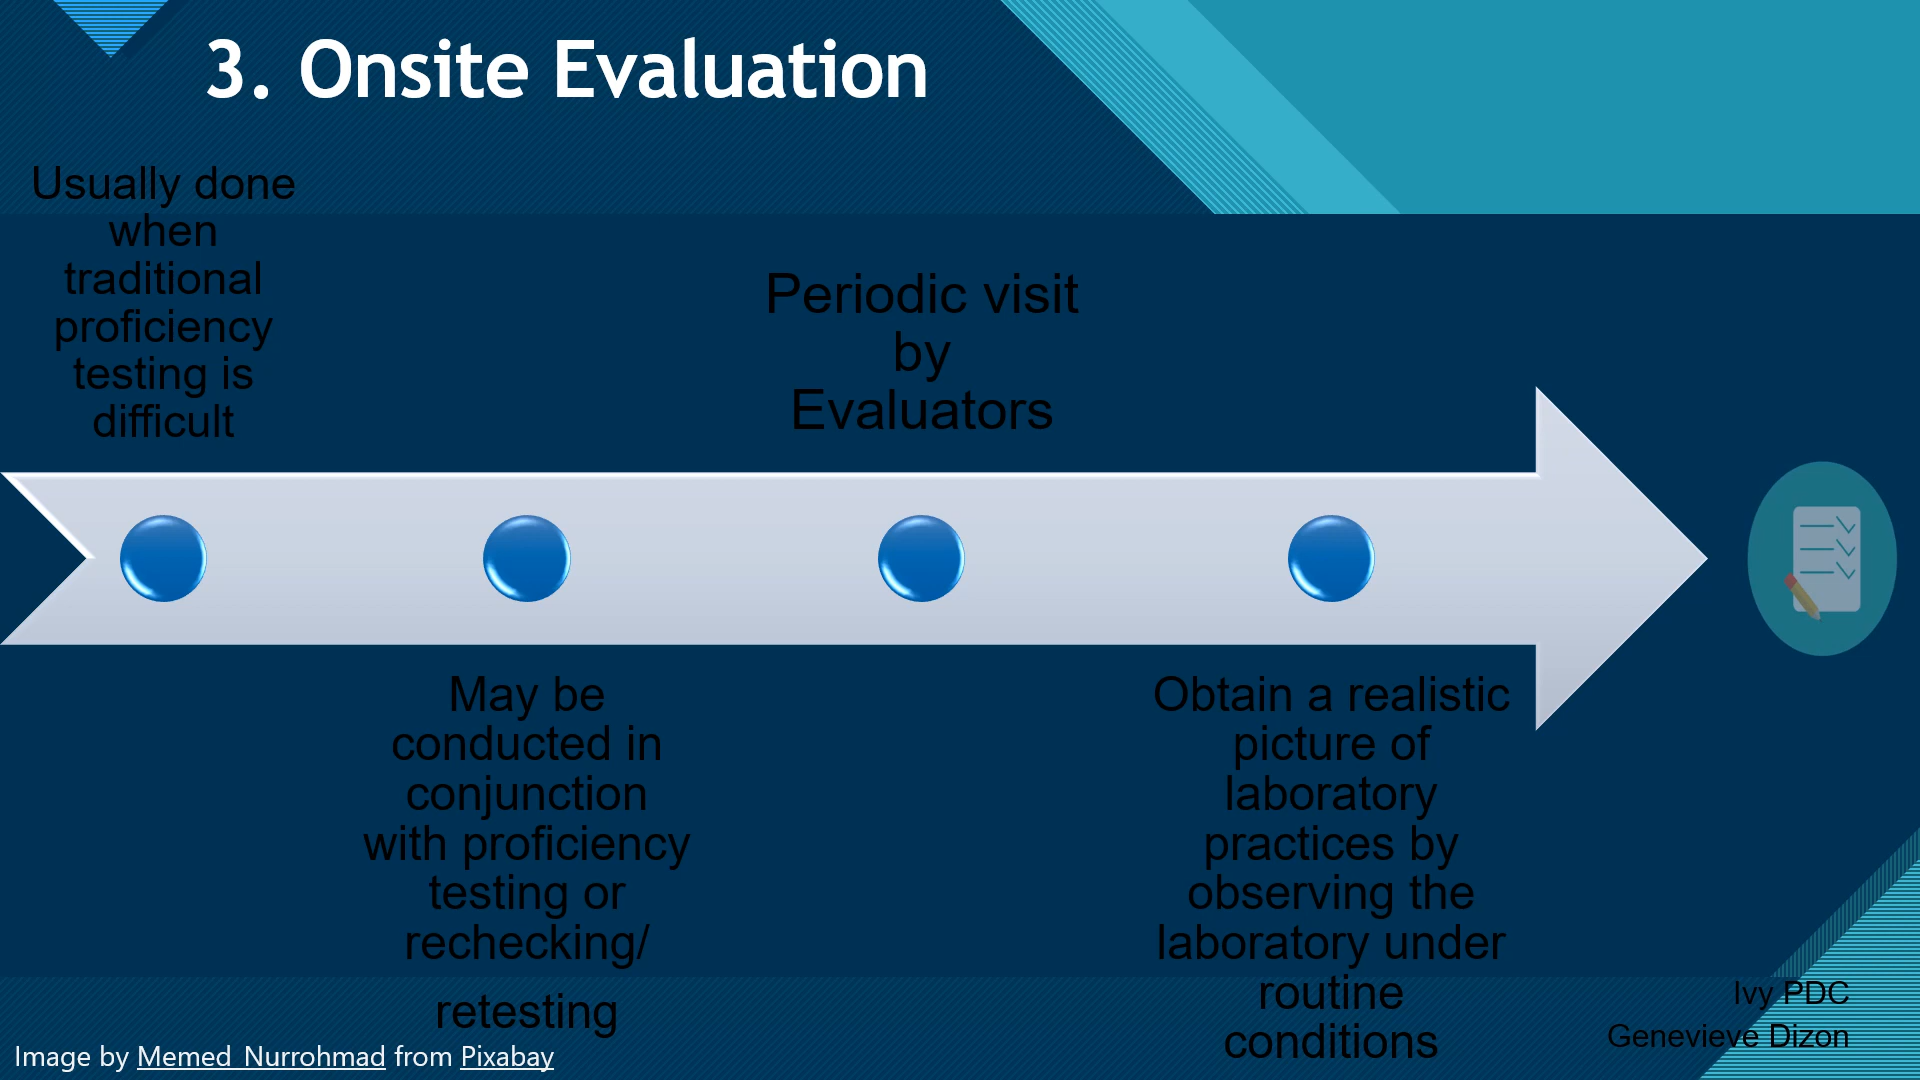 3. Onsite Evaluation
Usually done
when
traditional
proficiency
testing is
difficult
May be
conducted in
conjunction
with proficiency
testing or
rechecking/
retesting
Periodic visit
by
Evaluators
Obtain a realistic
picture of
laboratory
practices by
observing the
laboratory under
routine
conditions
Ivy PDC
Genevieve Dizon
Image by Memed_Nurrohmad from Pixabay